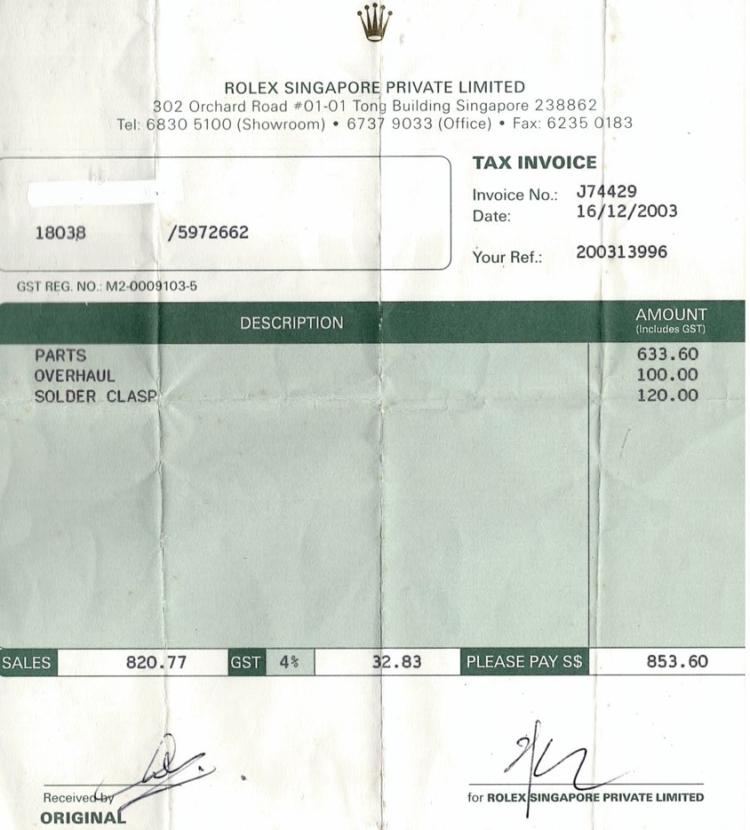 ROLEX SINGAPORE PRIVATE LIMITED
302 Orchard Road #01-01 Tong Building Singapore 238862
Tel: 6830 5100 (Showroom) • 6737 9033 (Office) • Fax: 6235 0183
TAX INVOICE
Invoice No.: J74429
Date: 16/12/2003
18038 /5972662
Your Ref.: 200313996
GST REG. NO.: M2-0009103-5
DESCRIPTION AMOUNT
(Includes GST)
PARTS 633.60
OVERHAUL 100.00
SOLDER CLASP 120.00
SALES 820.77 GST 4% 32.83 PLEASE PAY S$ 853.60
Received by for ROLEX SINGAPORE PRIVATE LIMITED
ORIGINAL